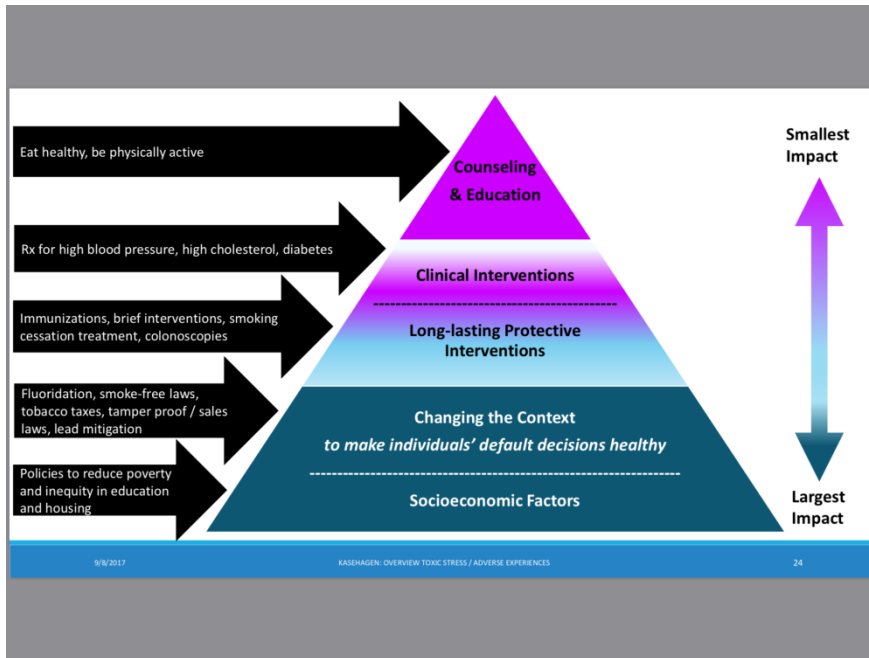 Eat healthy, be physically active
Counseling
& Education
Smallest
Impact
Rx for high blood pressure, high cholesterol, diabetes
Clinical Interventions
Immunizations, brief interventions, smoking
cessation treatment, colonoscopies
Long-lasting Protective
Interventions
Fluoridation, smoke-free laws,
tobacco taxes, tamper proof / sales
laws, lead mitigation
Changing the Context
to make individuals' default decisions healthy
Policies to reduce poverty
and inequity in education
and housing
Socioeconomic Factors
Largest
Impact
9/8/2017
KASEHAGEN: OVERVIEW TOXIC STRESS / ADVERSE EXPERIENCES
24